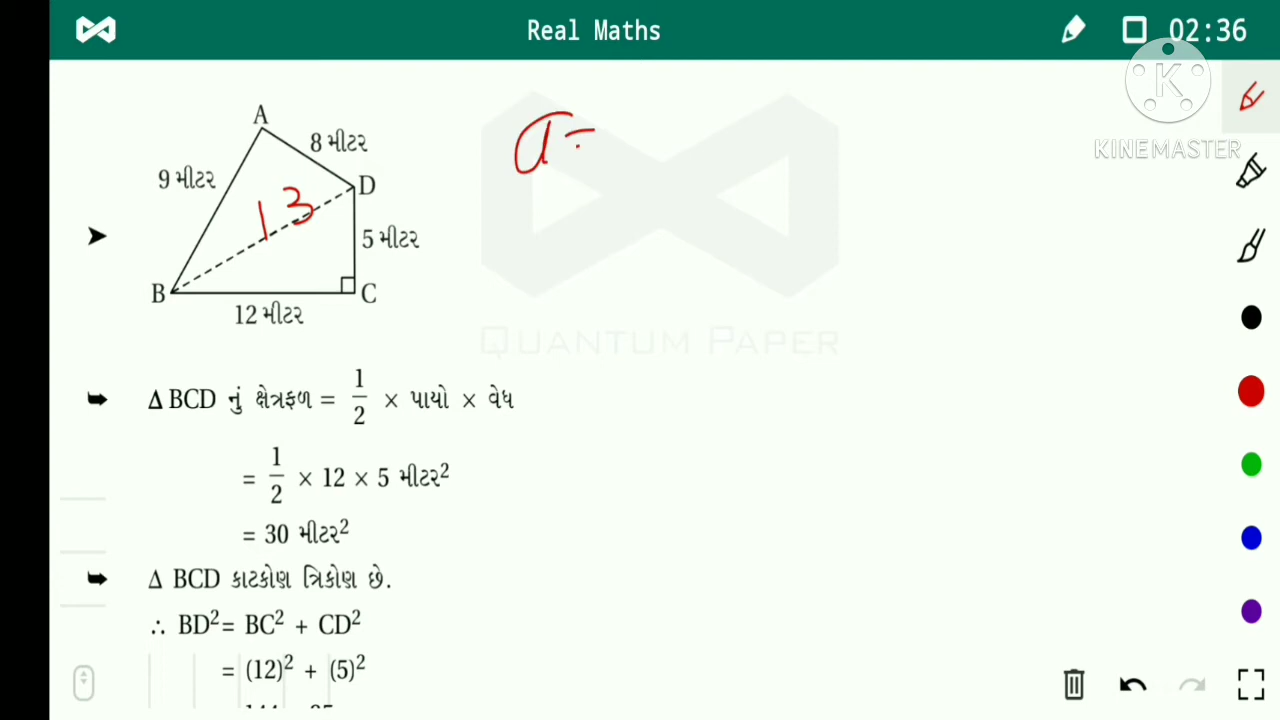 Real Maths
02:36
KINEMASTER
A
8 મીટર
9 મીટર
D
13
a=
5 મીટર
B
C
12 મીટર
QUANTUM PAPER
Δ BCD નું ક્ષેત્રફળ = 1/2 × પાયો × વેધ
= 1/2 × 12 × 5 મીટર²
= 30 મીટર²
Δ BCD કાટકોણ ત્રિકોણ છે.
∴ BD² = BC² + CD²
= (12)² + (5)²